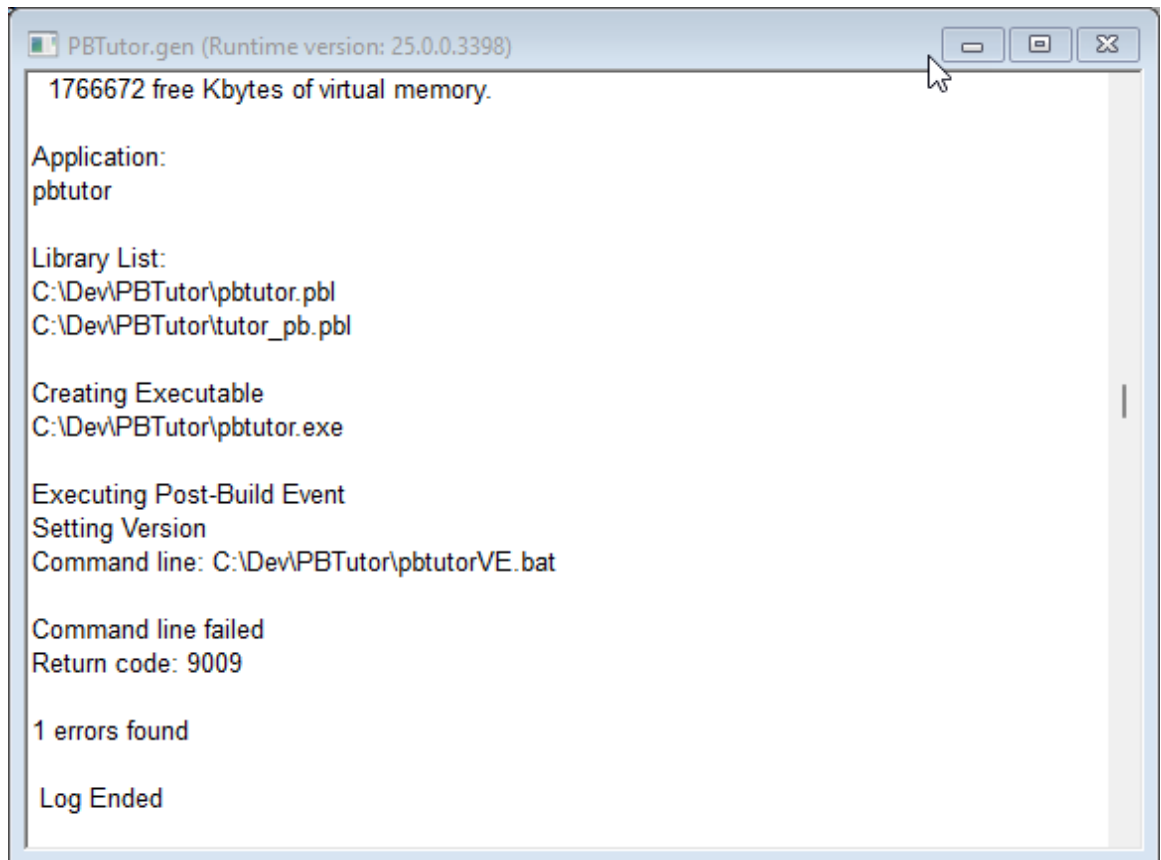 PBTutor.gen (Runtime version: 25.0.0.3398)
1766672 free Kbytes of virtual memory.
Application:
pbtutor
Library List:
C:\Dev\PBTutor\pbtutor.pbl
C:\Dev\PBTutor\tutor_pb.pbl
Creating Executable
C:\Dev\PBTutor\pbtutor.exe
Executing Post-Build Event
Setting Version
Command line: C:\Dev\PBTutor\pbtutorVE.bat
Command line failed
Return code: 9009
1 errors found
Log Ended